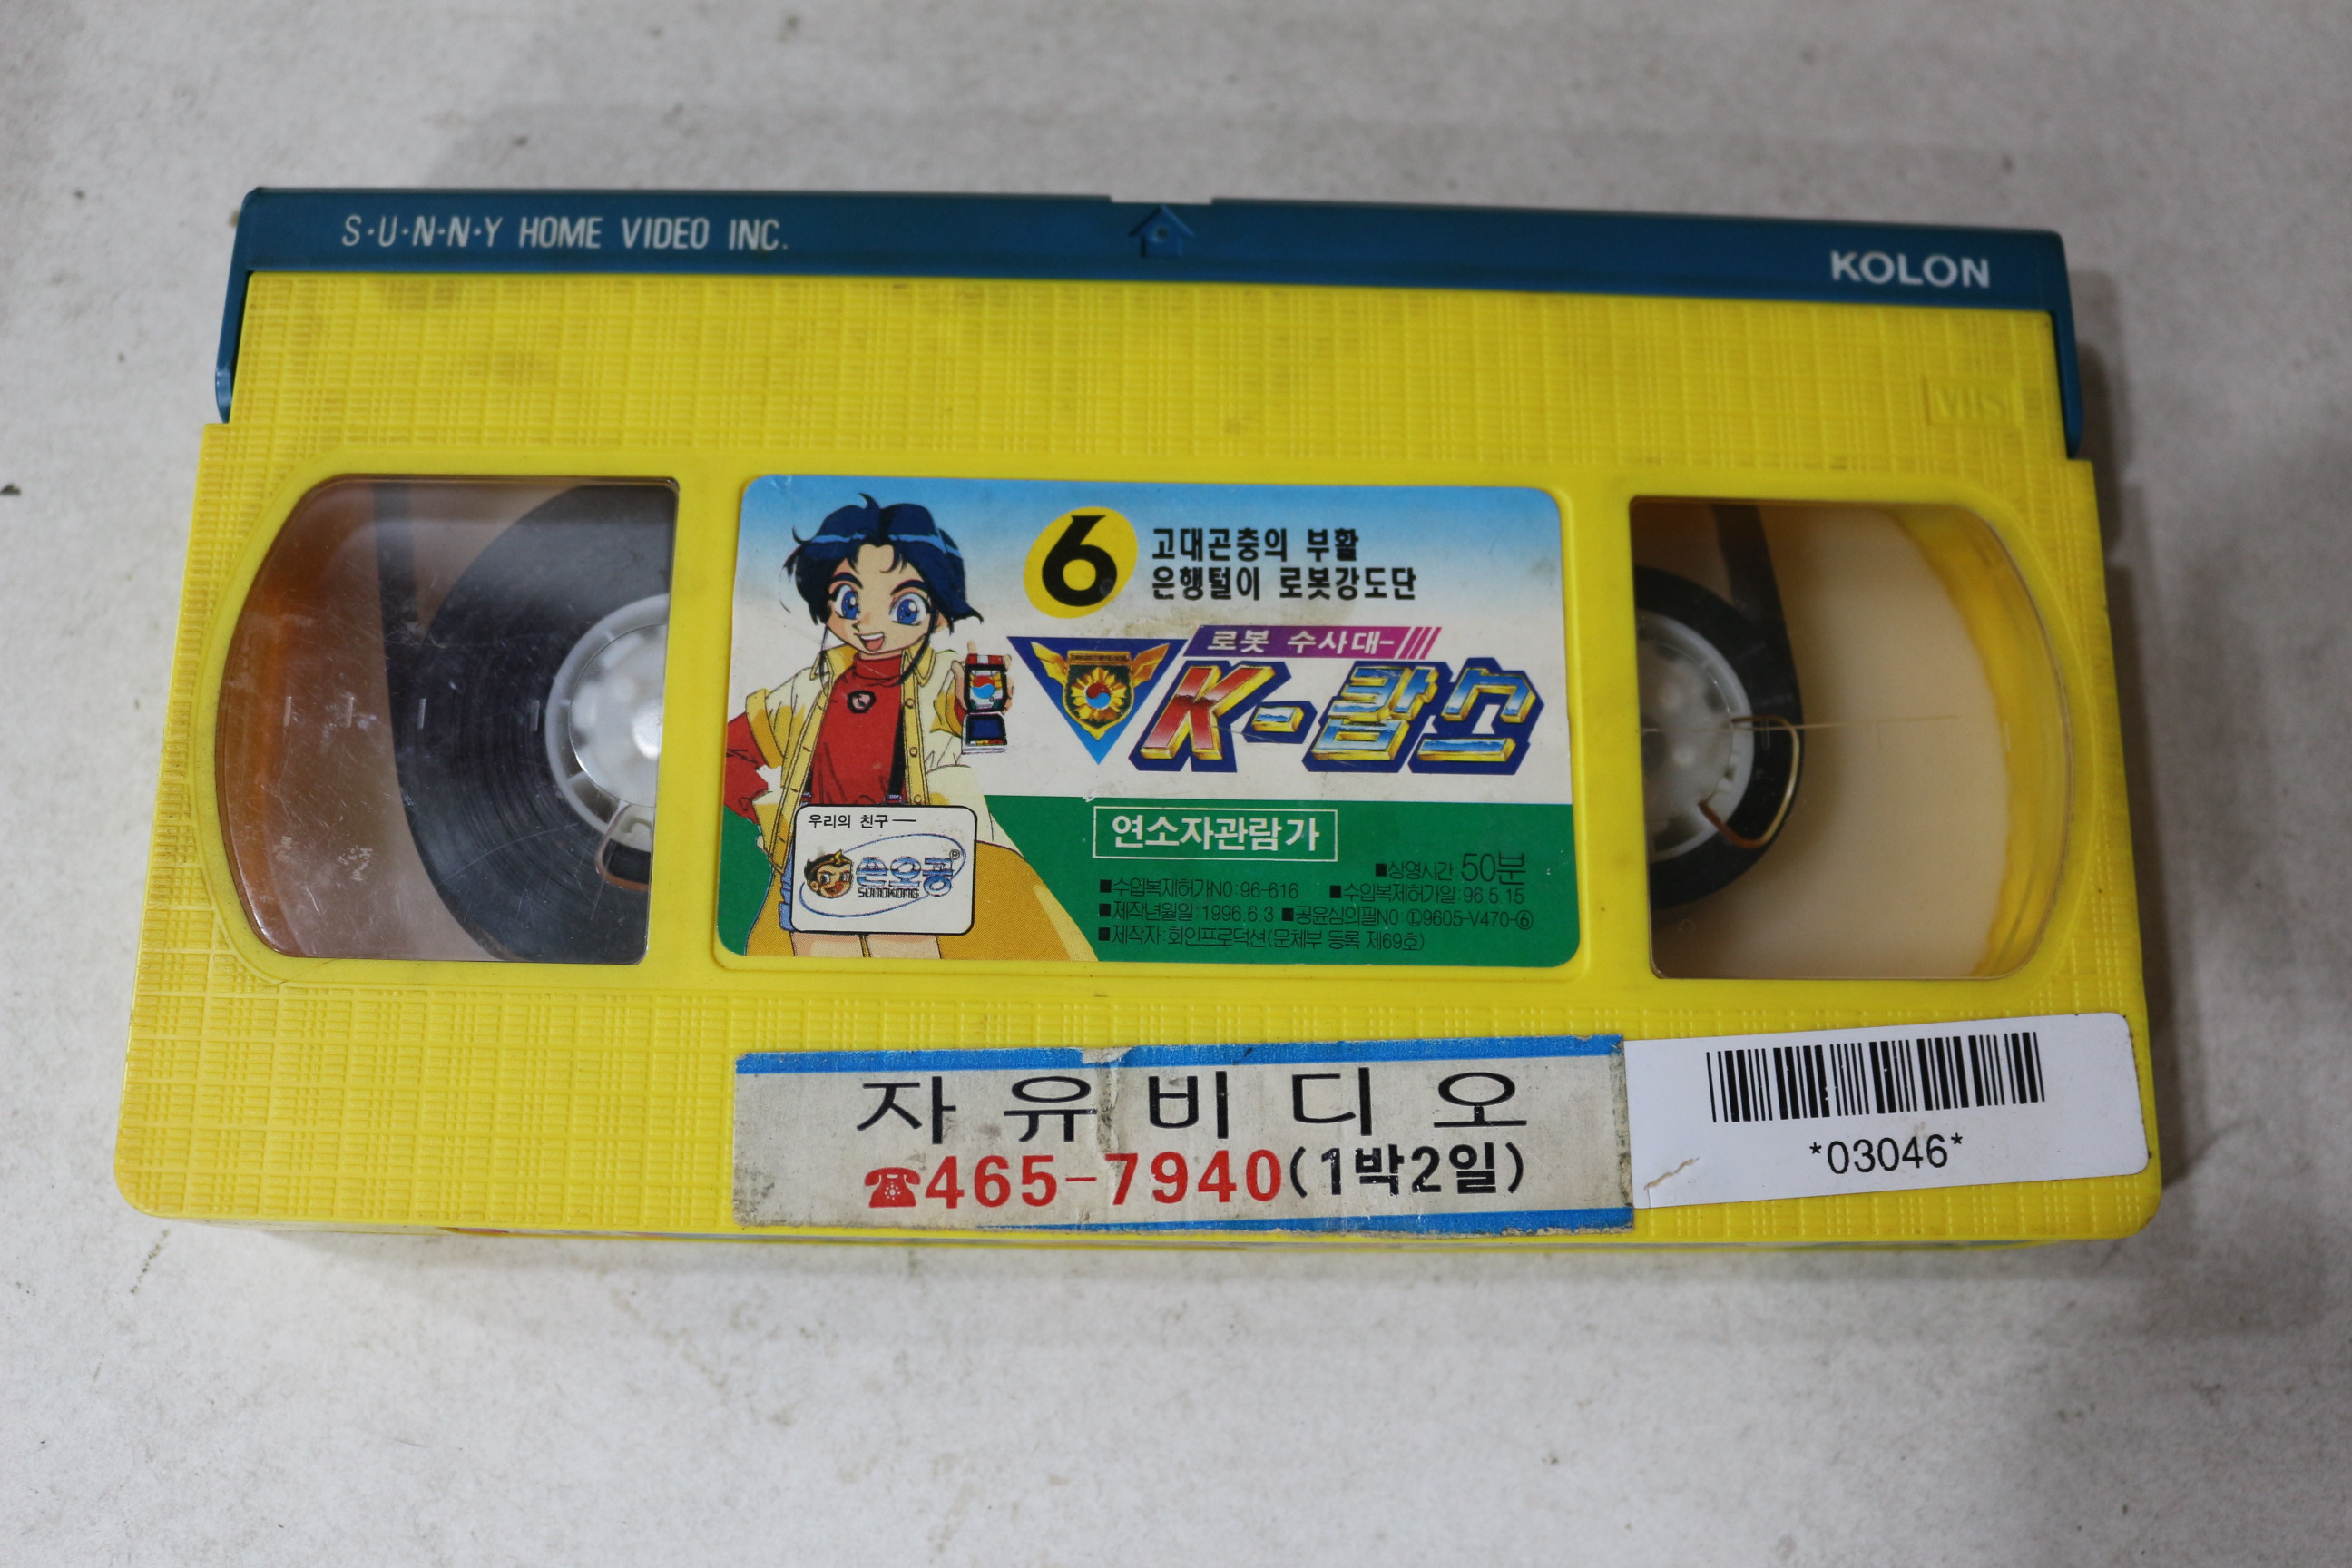 S·U·N·N·Y HOME VIDEO INC.
KOLON
VHS
6
고대곤충의 부활
은행털이 로봇강도단
로봇 수사대-
K-캅스
우리의 친구
손오공®
SONOKONG
연소자관람가
■상영시간 50분
■수입복제허가NO:96-616 ■수입복제허가일:96.5.15
■제작년월일:1996.6.3 ■공윤심의필NO:Ⓛ9605-V470-⑥
■제작자:화인프로덕션(문체부 등록 제69호)
자유비디오
☎465-7940(1박2일)
*03046*